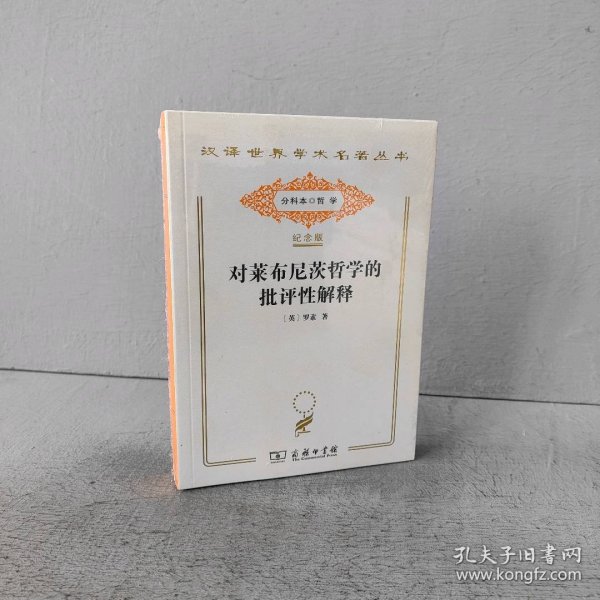 汉译世界学术名著丛书
分科本○哲学
纪念版
对莱布尼茨哲学的
批评性解释
〔英〕罗素 著
商务印书馆
The Commercial Press
孔夫子旧书网
www.kongfz.com